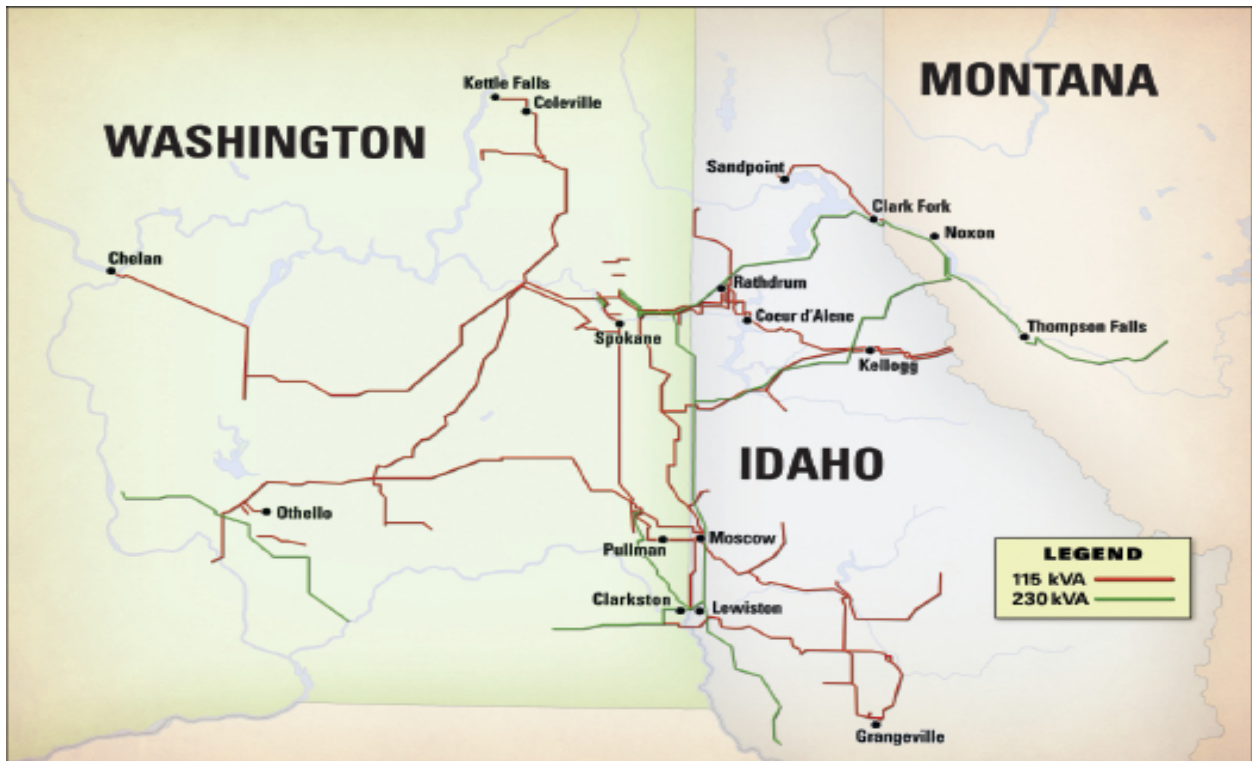 Kettle Falls
Coleville
MONTANA
WASHINGTON
Sandpoint
Clark Fork
Noxon
Chelan
Rathdrum
Coeur d'Alene
Thompson Falls
Spokane
Kellogg
IDAHO
Othello
Pullman
Moscow
LEGEND
115 kVA
230 kVA
Clarkston
Lewiston
Grangeville